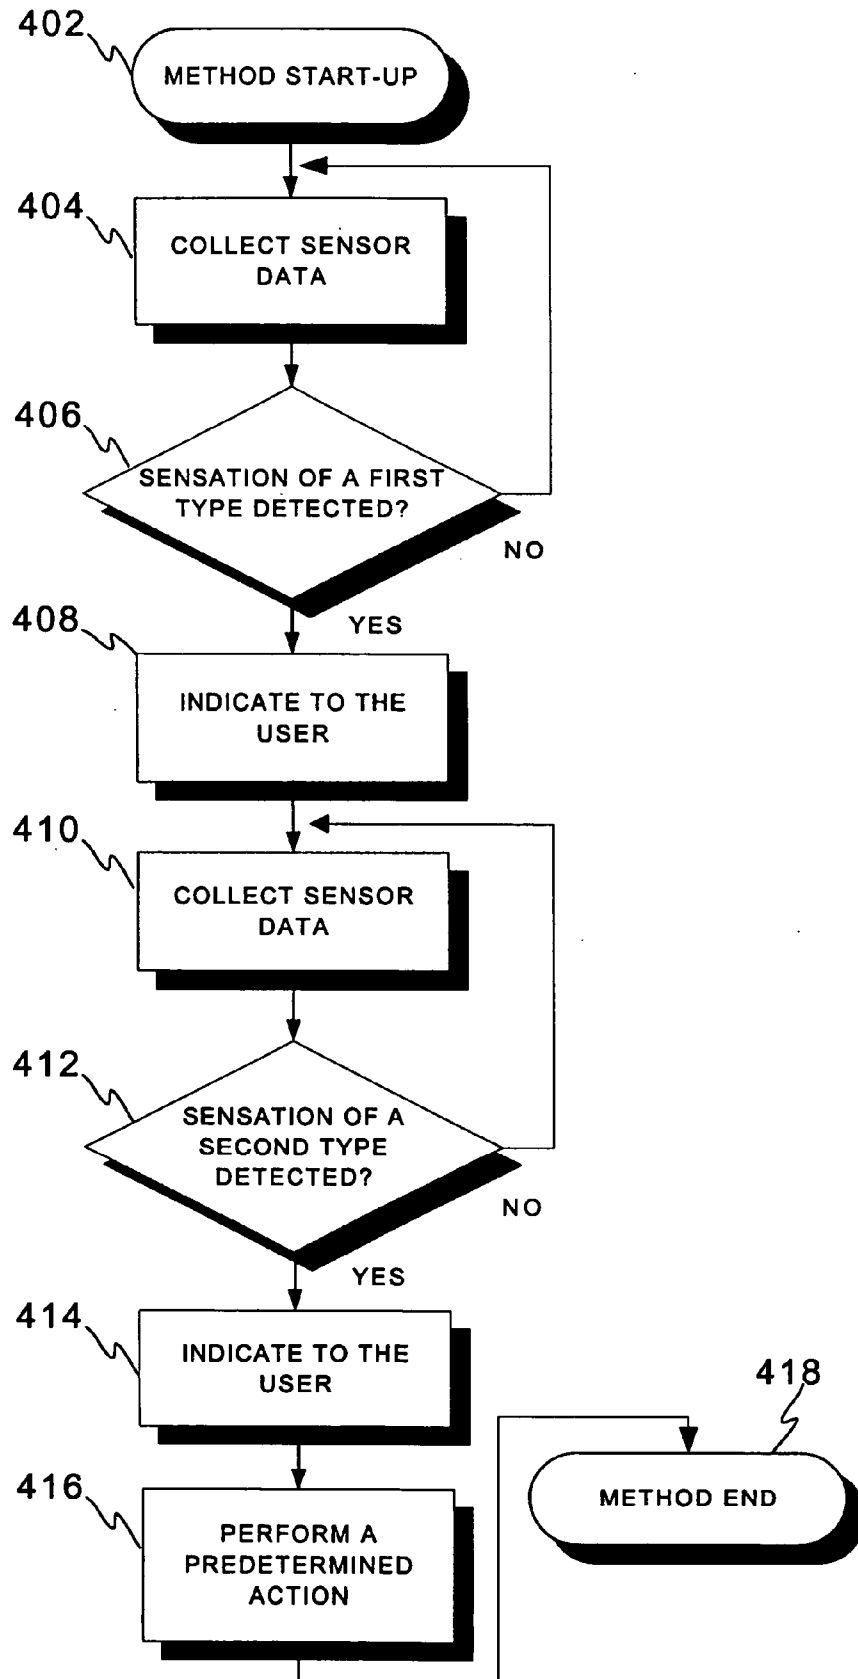 402
METHOD START-UP
404
COLLECT SENSOR
DATA
406
SENSATION OF A FIRST
TYPE DETECTED?
NO
YES
408
INDICATE TO THE
USER
410
COLLECT SENSOR
DATA
412
SENSATION OF A
SECOND TYPE
DETECTED?
NO
YES
414
INDICATE TO THE
USER
416
PERFORM A
PREDETERMINED
ACTION
418
METHOD END